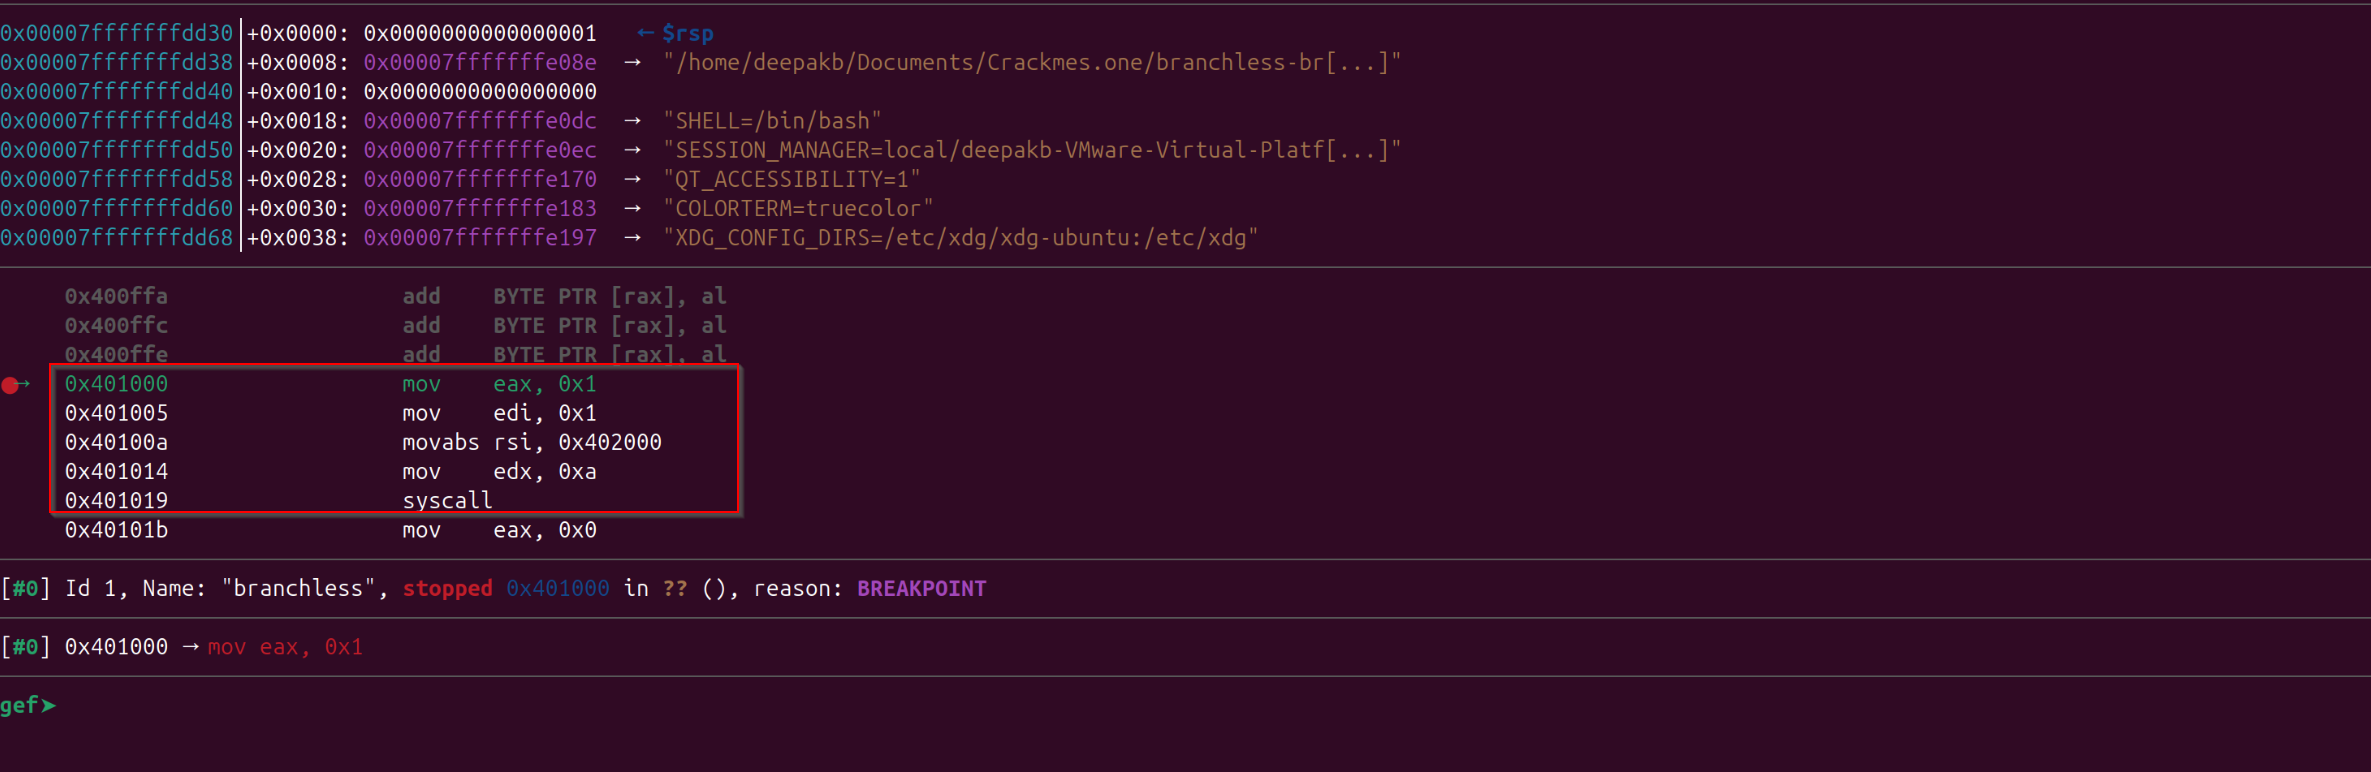 0x00007fffffffdd30│+0x0000: 0x0000000000000001   ← $rsp
0x00007fffffffdd38│+0x0008: 0x00007fffffffe08e  →  "/home/deepakb/Documents/Crackmes.one/branchless-br[...]"
0x00007fffffffdd40│+0x0010: 0x0000000000000000
0x00007fffffffdd48│+0x0018: 0x00007fffffffe0dc  →  "SHELL=/bin/bash"
0x00007fffffffdd50│+0x0020: 0x00007fffffffe0ec  →  "SESSION_MANAGER=local/deepakb-VMware-Virtual-Platf[...]"
0x00007fffffffdd58│+0x0028: 0x00007fffffffe170  →  "QT_ACCESSIBILITY=1"
0x00007fffffffdd60│+0x0030: 0x00007fffffffe183  →  "COLORTERM=truecolor"
0x00007fffffffdd68│+0x0038: 0x00007fffffffe197  →  "XDG_CONFIG_DIRS=/etc/xdg/xdg-ubuntu:/etc/xdg"
0x400ffa                  add    BYTE PTR [rax], al
0x400ffc                  add    BYTE PTR [rax], al
0x400ffe                  add    BYTE PTR [rax], al
●→ 0x401000                  mov    eax, 0x1
0x401005                  mov    edi, 0x1
0x40100a                  movabs rsi, 0x402000
0x401014                  mov    edx, 0xa
0x401019                  syscall
0x40101b                  mov    eax, 0x0
[#0] Id 1, Name: "branchless", stopped 0x401000 in ?? (), reason: BREAKPOINT
[#0] 0x401000 → mov eax, 0x1
gef➤